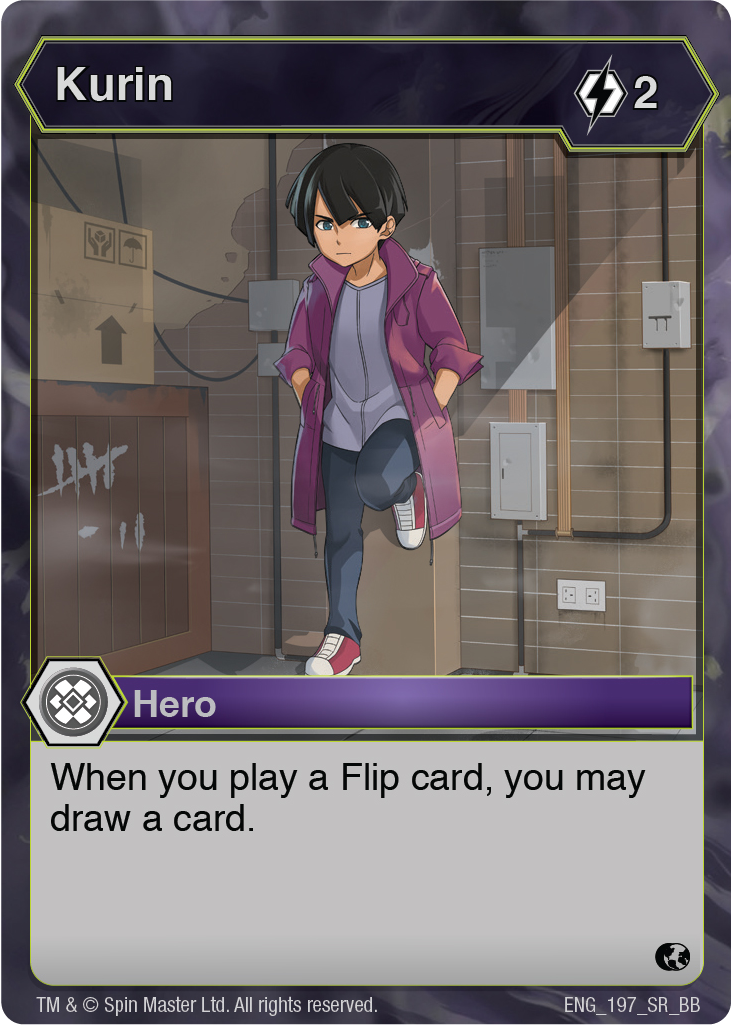 Kurin
2
Hero
When you play a Flip card, you may
draw a card.
TM & © Spin Master Ltd. All rights reserved.
ENG_197_SR_BB